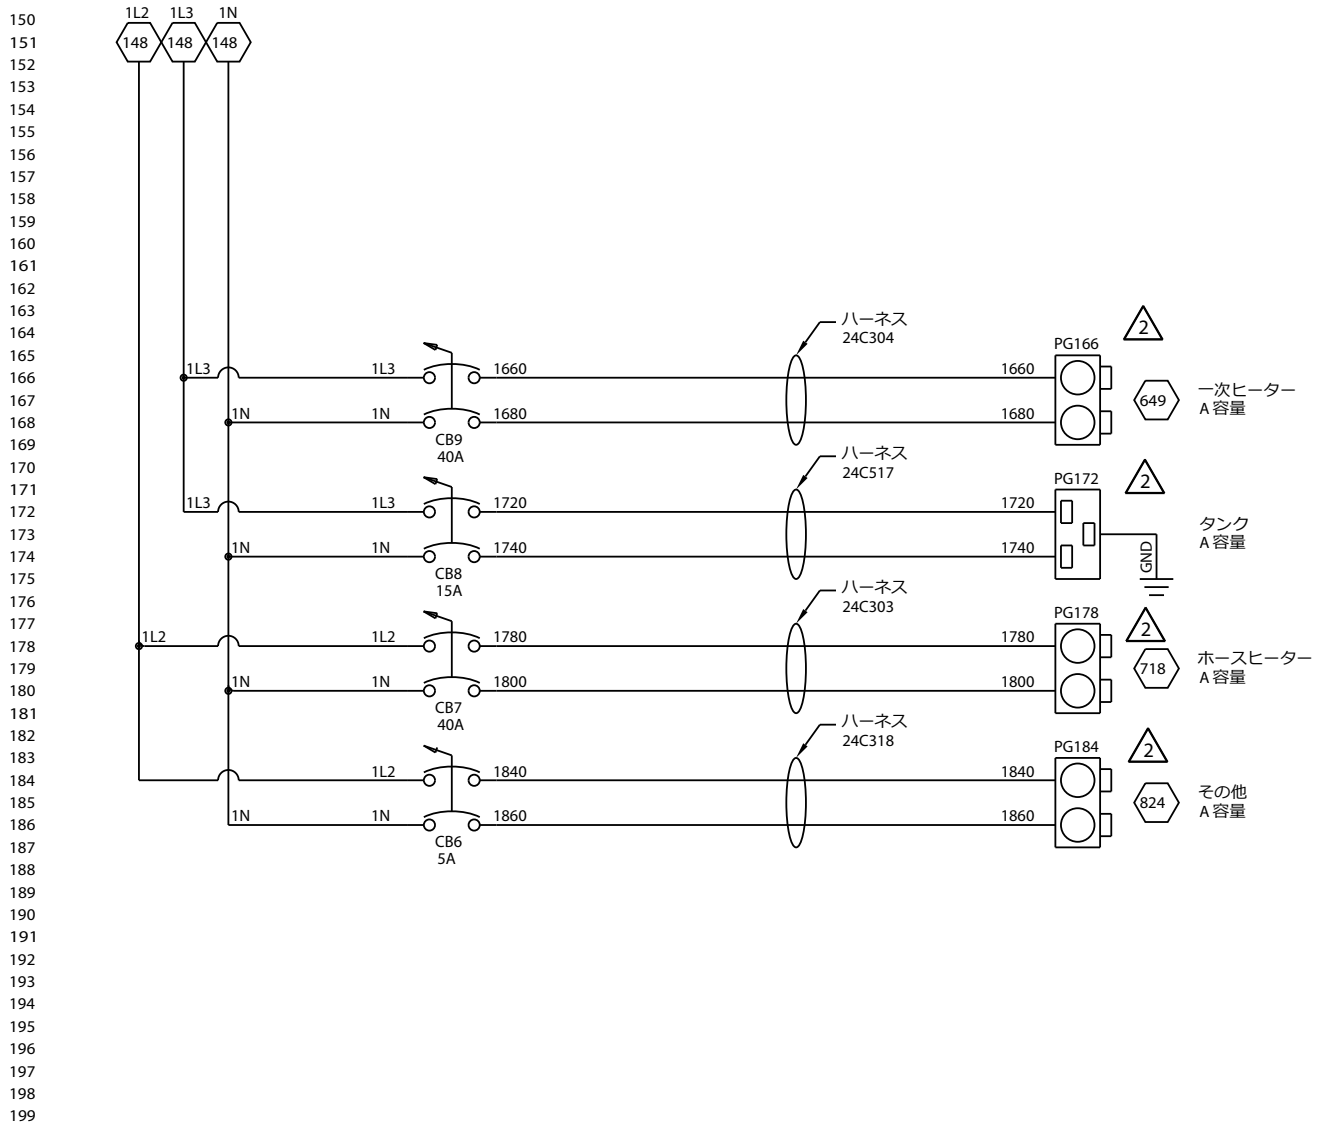 150
1L2 1L3 1N
151
148 148 148
152
153
154
155
156
157
158
159
160
161
162
163
ハーネス
2
164
24C304
165
PG166
166
1L3 1L3 1660 1660
167
649 一次ヒーター
168
1N 1N 1680 1680
A 容量
169
CB9
170
40A
ハーネス
171
24C517
PG172
2
172
1L3 1L3 1720 1720
173
タンク
174
1N 1N 1740 1740
GND
A 容量
175
CB8
176
15A
ハーネス
177
24C303
PG178
2
178
1L2 1L2 1780 1780
179
718 ホースヒーター
180
1N 1N 1800 1800
A 容量
181
CB7
182
40A
ハーネス
183
24C318
PG184
2
184
1L2 1840 1840
185
824 その他
186
1N 1N 1860 1860
A 容量
187
CB6
188
5A
189
190
191
192
193
194
195
196
197
198
199